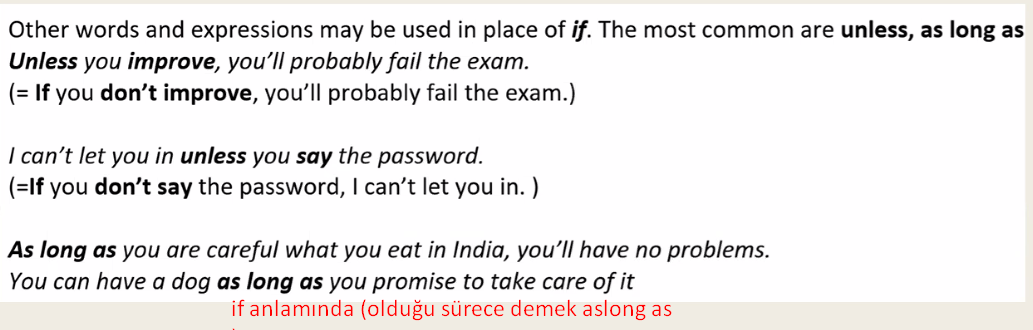 Other words and expressions may be used in place of if. The most common are unless, as long as
Unless you improve, you’ll probably fail the exam.
(= If you don’t improve, you’ll probably fail the exam.)
I can’t let you in unless you say the password.
(=If you don’t say the password, I can’t let you in. )
As long as you are careful what you eat in India, you’ll have no problems.
You can have a dog as long as you promise to take care of it
if anlamında (olduğu sürece demek aslong as